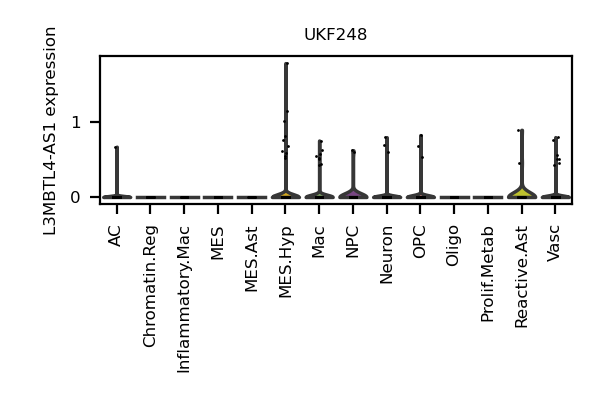 UKF248
L3MBTL4-AS1 expression
1
0
AC
Chromatin.Reg
Inflammatory.Mac
MES
MES.Ast
MES.Hyp
Mac
NPC
Neuron
OPC
Oligo
Prolif.Metab
Reactive.Ast
Vasc